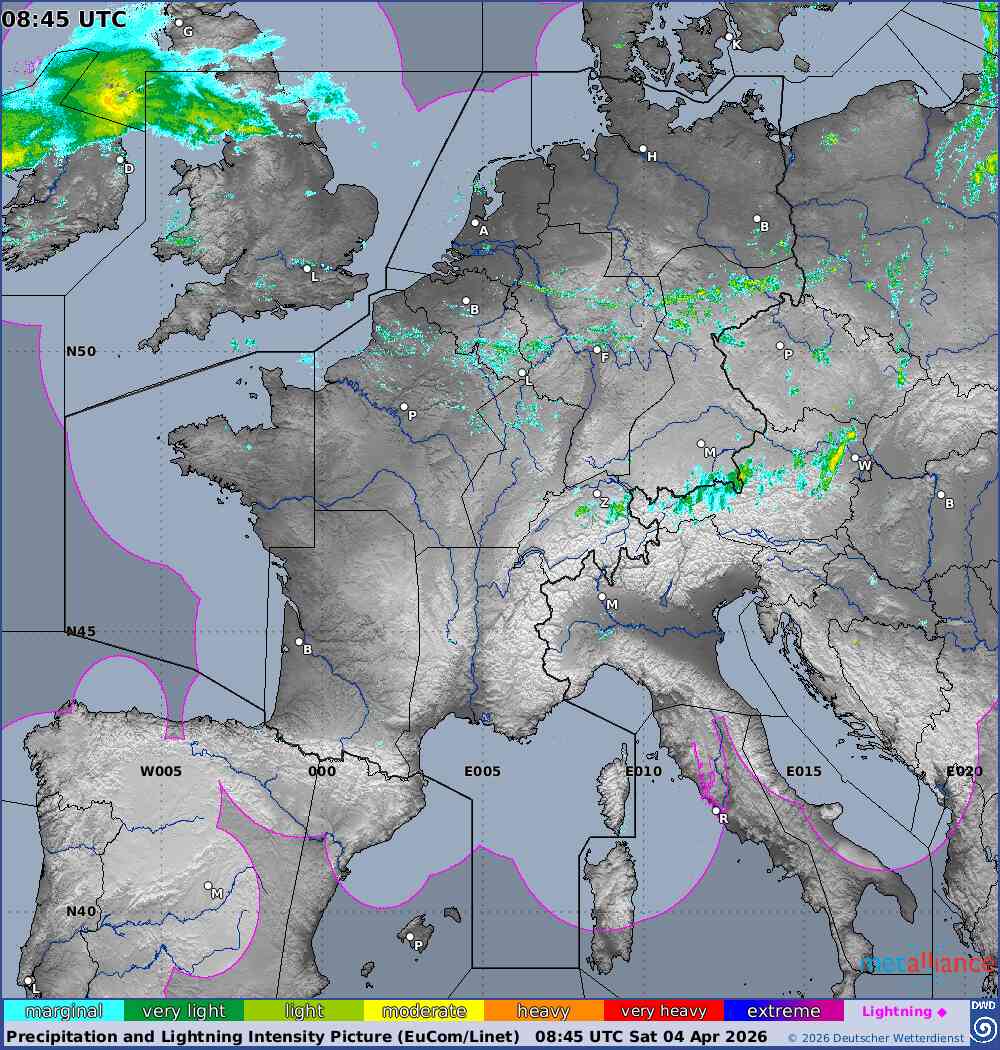 08:45 UTC
G
K
D
H
A
B
L
B
N50
P
F
L
P
M
W
Z
B
M
N45
B
W005
000
E005
E010
E015
E020
R
M
N40
P
L
metalliance
marginal
very light
light
moderate
heavy
very heavy
extreme
Lightning ◆
DWD
Precipitation and Lightning Intensity Picture (EuCom/Linet) 08:45 UTC Sat 04 Apr 2026 © 2026 Deutscher Wetterdienst